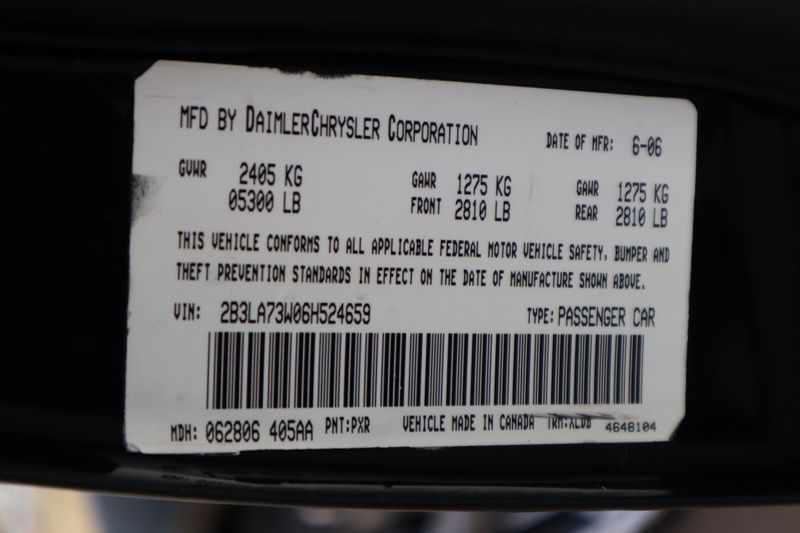 MFD BY DAIMLERCHRYSLER CORPORATION DATE OF MFR: 6-06
GVWR 2405 KG GAWR 1275 KG GAWR 1275 KG
05300 LB FRONT 2810 LB REAR 2810 LB
THIS VEHICLE CONFORMS TO ALL APPLICABLE FEDERAL MOTOR VEHICLE SAFETY, BUMPER AND
THEFT PREVENTION STANDARDS IN EFFECT ON THE DATE OF MANUFACTURE SHOWN ABOVE.
VIN: 2B3LA73W06H524659 TYPE: PASSENGER CAR
MDH: 062806 405AA PNT:PXR VEHICLE MADE IN CANADA TRM: 4648104